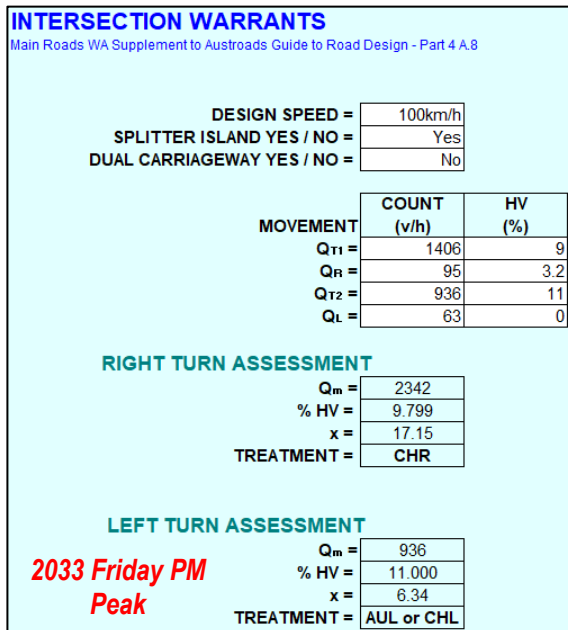 INTERSECTION WARRANTS
Main Roads WA Supplement to Austroads Guide to Road Design - Part 4 A.8
DESIGN SPEED = 100km/h
SPLITTER ISLAND YES / NO = Yes
DUAL CARRIAGEWAY YES / NO = No
COUNT HV
MOVEMENT (v/h) (%)
QT1 = 1406 9
QR = 95 3.2
QT2 = 936 11
QL = 63 0
RIGHT TURN ASSESSMENT
Qm = 2342
% HV = 9.799
x = 17.15
TREATMENT = CHR
LEFT TURN ASSESSMENT
Qm = 936
% HV = 11.000
x = 6.34
TREATMENT = AUL or CHL
2033 Friday PM
Peak